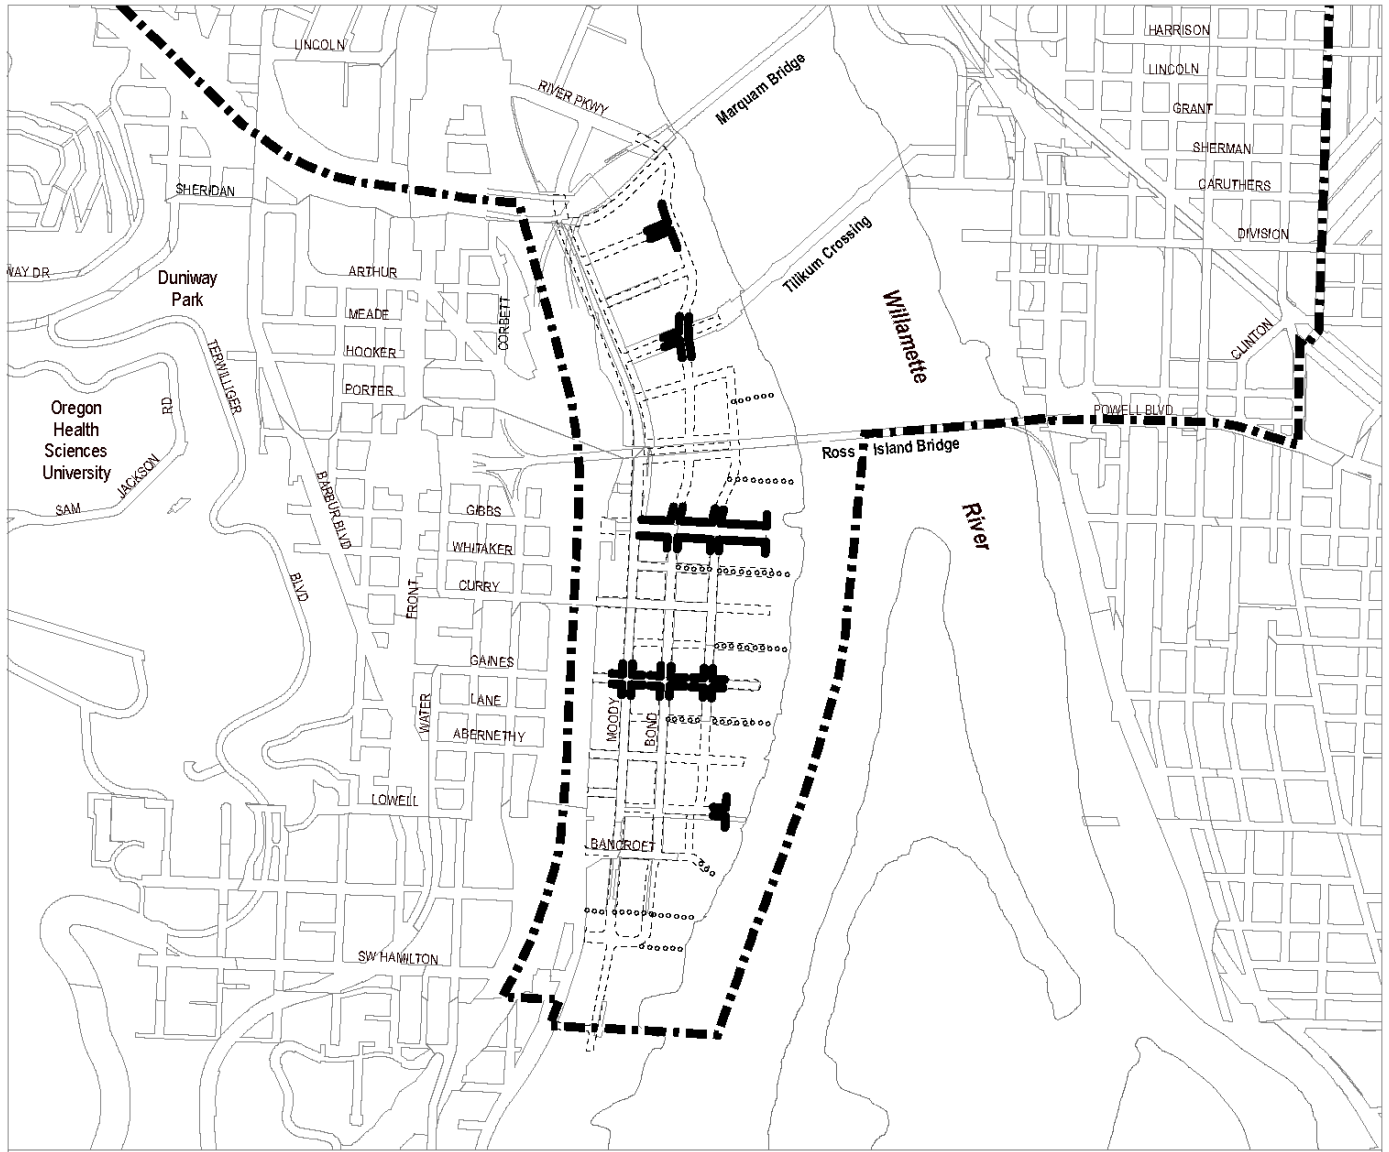 LINCOLN
HARRISON
LINCOLN
GRANT
SHERMAN
CARUTHERS
DIVISION
CLINTON
POWELL BLVD
RIVER PKWY
Marquam Bridge
Tilikum Crossing
Willamette
River
Ross Island Bridge
SHERIDAN
WAY DR
Duniway
Park
ARTHUR
MEADE
HOOKER
PORTER
CORBETT
TERWILLIGER
BLVD
Oregon
Health
Sciences
University
SAM
JACKSON
RD
BARBUR BLVD
GIBBS
WHITAKER
CURRY
FRONT
GAINES
LANE
ABERNETHY
WATER
MOODY
BOND
LOWELL
BANCROFT
SW HAMILTON